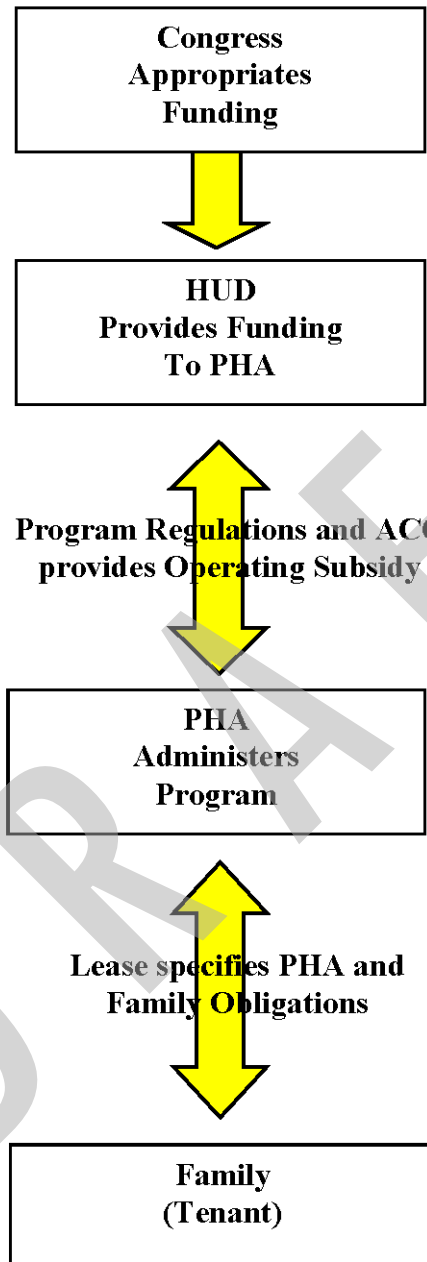 Congress
Appropriates
Funding
HUD
Provides Funding
To PHA
Program Regulations and AC
provides Operating Subsidy
PHA
Administers
Program
Lease specifies PHA and
Family Obligations
Family
(Tenant)